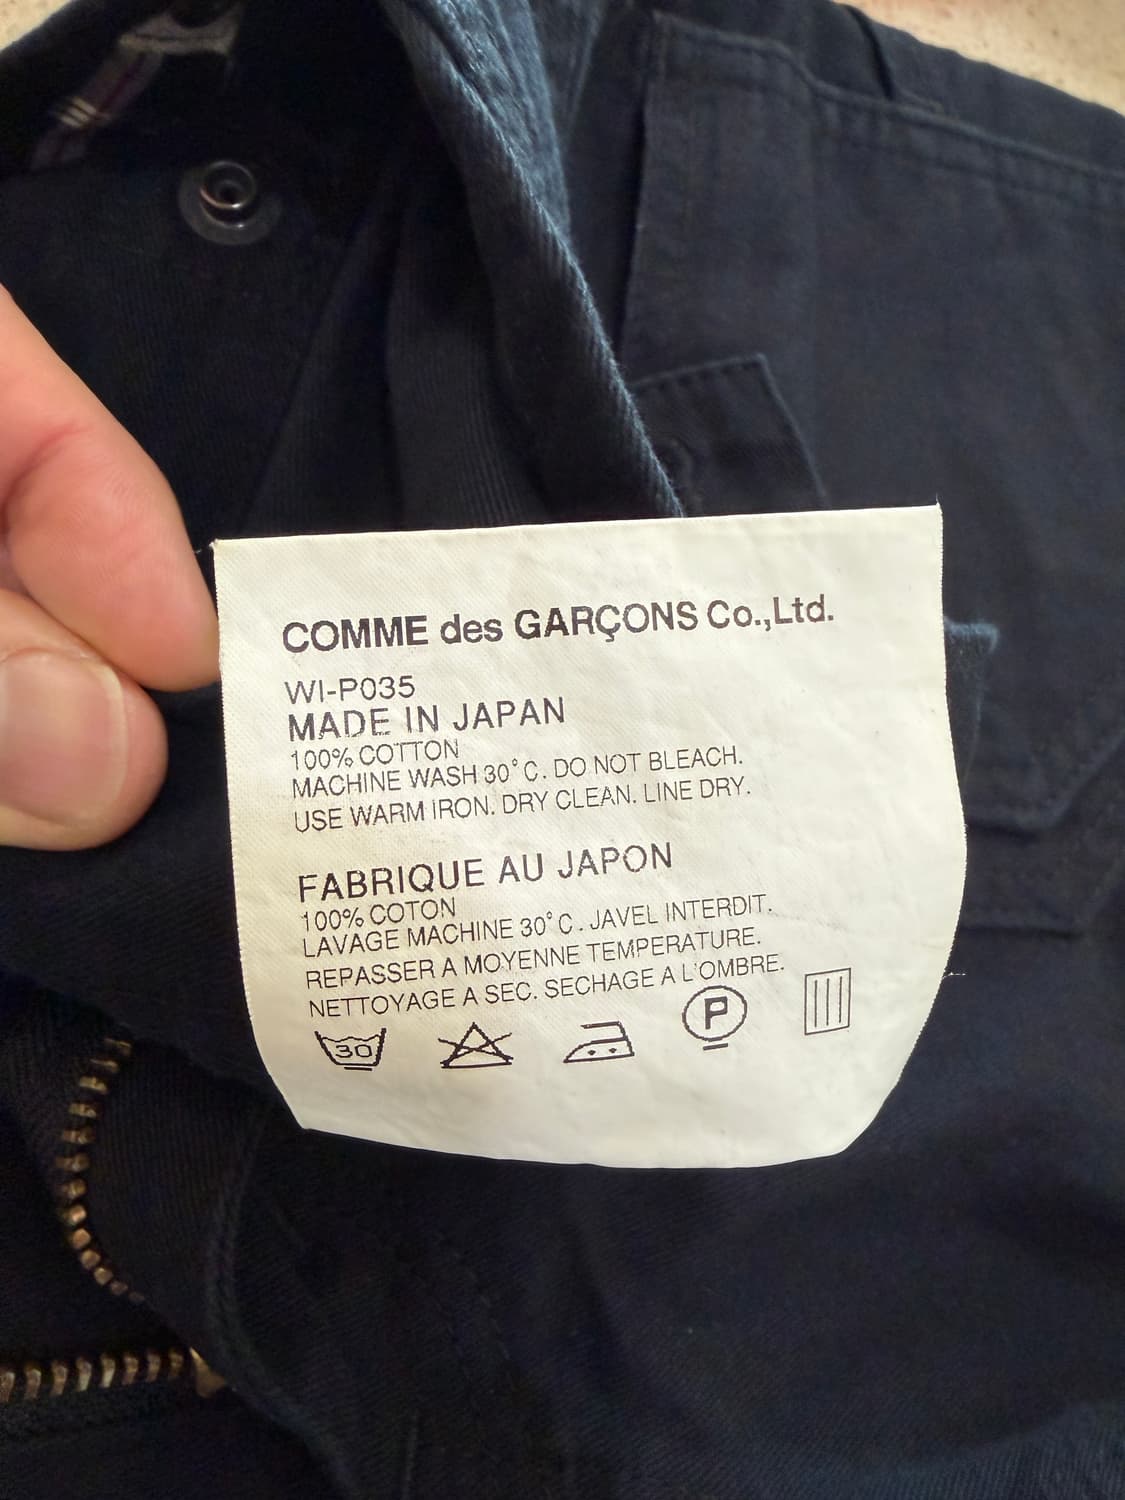 COMME des GARÇONS Co.,Ltd.
WI-P035
MADE IN JAPAN
100% COTTON
MACHINE WASH 30°C. DO NOT BLEACH.
USE WARM IRON. DRY CLEAN. LINE DRY.
FABRIQUE AU JAPON
100% COTON
LAVAGE MACHINE 30°C. JAVEL INTERDIT.
REPASSER A MOYENNE TEMPERATURE.
NETTOYAGE A SEC. SECHAGE A L'OMBRE.
30 P